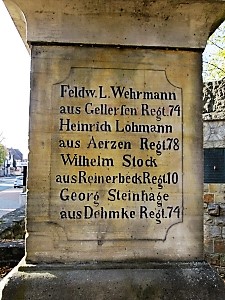 Feldw. L. Wehrmann
aus Gellersen Regt. 74
Heinrich Löhmann
aus Aerzen Regt. 78
Wilhelm Stock
aus Reinerbeck Regt. 10
Georg Steinhage
aus Dehmke Regt. 74